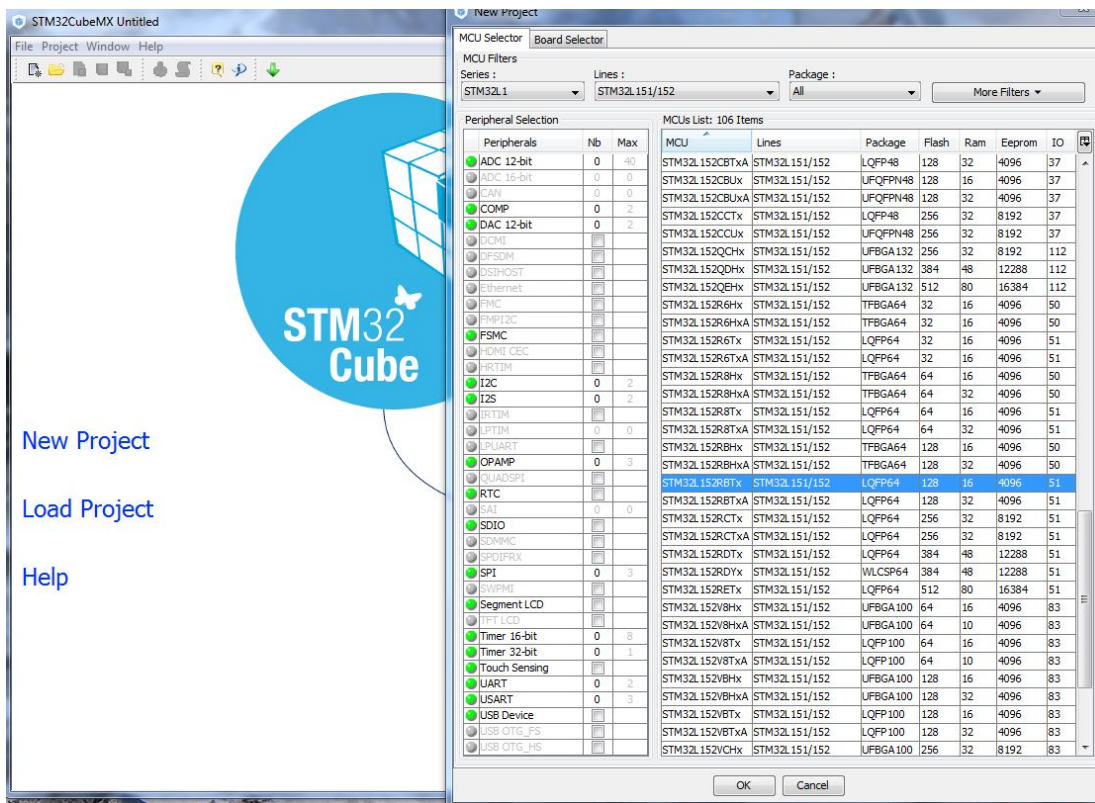 STM32CubeMX Untitled
File Project Window Help
STM32
Cube
New Project
Load Project
Help
New Project
MCU Selector Board Selector
MCU Filters
Series : Lines : Package :
STM32L1 STM32L151/152 All More Filters
Peripheral Selection
Peripherals Nb Max
ADC 12-bit 0 40
ADC 16-bit 0 0
CAN 0 0
COMP 0 2
DAC 12-bit 0 2
DCMI
DFSDM
DSIHOST
Ethernet
FMC
FMPI2C
FSMC
HDMI CEC
HRTIM
I2C 0 2
I2S 0 2
IRTIM
LPTIM 0 0
LPUART
OPAMP 0 3
QUADSPI
RTC
SAI 0 0
SDIO
SDMMC
SPDIFRX
SPI 0 3
SWPMI
Segment LCD
TFT LCD
Timer 16-bit 0 8
Timer 32-bit 0 1
Touch Sensing
UART 0 2
USART 0 3
USB Device
USB OTG_FS
USB OTG_HS
MCUs List: 106 Items
MCU Lines Package Flash Ram Eeprom IO
STM32L152CBTxA STM32L151/152 LQFP48 128 32 4096 37
STM32L152CBUx STM32L151/152 UFQFPN48 128 16 4096 37
STM32L152CBUxA STM32L151/152 UFQFPN48 128 32 4096 37
STM32L152CCTx STM32L151/152 LQFP48 256 32 8192 37
STM32L152CCUx STM32L151/152 UFQFPN48 256 32 8192 37
STM32L152QCHx STM32L151/152 UFBGA132 256 32 8192 112
STM32L152QDHx STM32L151/152 UFBGA132 384 48 12288 112
STM32L152QEHx STM32L151/152 UFBGA132 512 80 16384 112
STM32L152R6Hx STM32L151/152 TFBGA64 32 16 4096 50
STM32L152R6HxA STM32L151/152 TFBGA64 32 16 4096 50
STM32L152R6Tx STM32L151/152 LQFP64 32 16 4096 51
STM32L152R6TxA STM32L151/152 LQFP64 32 16 4096 51
STM32L152R8Hx STM32L151/152 TFBGA64 64 16 4096 50
STM32L152R8HxA STM32L151/152 TFBGA64 64 32 4096 50
STM32L152R8Tx STM32L151/152 LQFP64 64 16 4096 51
STM32L152R8TxA STM32L151/152 LQFP64 64 32 4096 51
STM32L152RBHx STM32L151/152 TFBGA64 128 16 4096 50
STM32L152RBHxA STM32L151/152 TFBGA64 128 32 4096 50
STM32L152RBTx STM32L151/152 LQFP64 128 16 4096 51
STM32L152RBTxA STM32L151/152 LQFP64 128 32 4096 51
STM32L152RCTx STM32L151/152 LQFP64 256 32 8192 51
STM32L152RCTxA STM32L151/152 LQFP64 256 32 8192 51
STM32L152RDTx STM32L151/152 LQFP64 384 48 12288 51
STM32L152RDYx STM32L151/152 WLCSP64 384 48 12288 51
STM32L152RETx STM32L151/152 LQFP64 512 80 16384 51
STM32L152V8Hx STM32L151/152 UFBGA100 64 16 4096 83
STM32L152V8HxA STM32L151/152 UFBGA100 64 10 4096 83
STM32L152V8Tx STM32L151/152 LQFP100 64 16 4096 83
STM32L152V8TxA STM32L151/152 LQFP100 64 10 4096 83
STM32L152VBHx STM32L151/152 UFBGA100 128 16 4096 83
STM32L152VBHxA STM32L151/152 UFBGA100 128 32 4096 83
STM32L152VBTx STM32L151/152 LQFP100 128 16 4096 83
STM32L152VBTxA STM32L151/152 LQFP100 128 32 4096 83
STM32L152VCHx STM32L151/152 UFBGA100 256 32 8192 83
OK Cancel